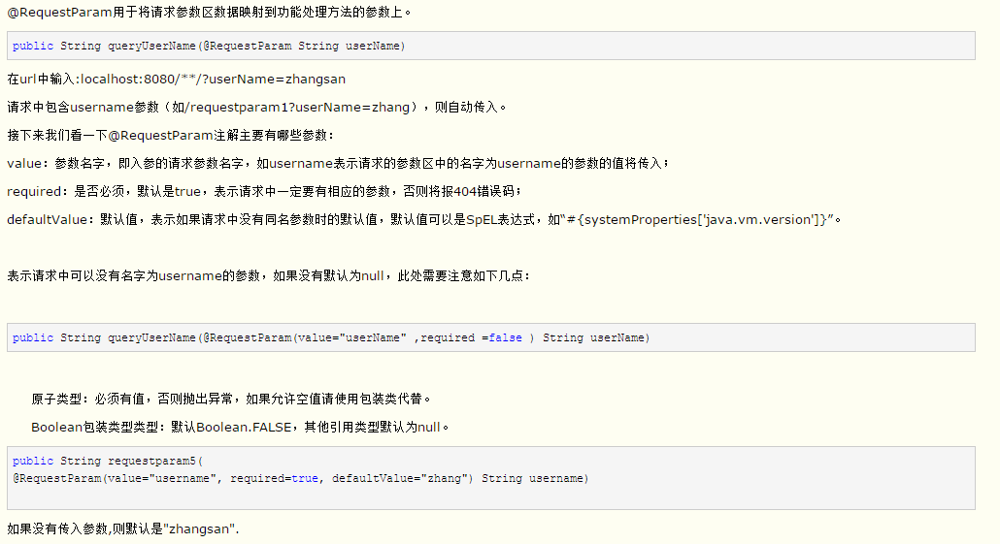 @RequestParam用于将请求参数区数据映射到功能处理方法的参数上。
public String queryUserName(@RequestParam String userName)
在url中输入:localhost:8080/**/?userName=zhangsan
请求中包含username参数（如/requestparam1?userName=zhang），则自动传入。
接下来我们看一下@RequestParam注解主要有哪些参数：
value：参数名字，即入参的请求参数名字，如username表示请求的参数区中的名字为username的参数的值将传入；
required：是否必须，默认是true，表示请求中一定要有相应的参数，否则将报404错误码；
defaultValue：默认值，表示如果请求中没有同名参数时的默认值，默认值可以是SpEL表达式，如“#{systemProperties['java.vm.version']}”。
表示请求中可以没有名字为username的参数，如果没有默认为null，此处需要注意如下几点：
public String queryUserName(@RequestParam(value="userName" ,required =false ) String userName)
原子类型：必须有值，否则抛出异常，如果允许空值请使用包装类代替。
Boolean包装类型类型：默认Boolean.FALSE，其他引用类型默认为null。
public String requestparam5(
@RequestParam(value="username", required=true, defaultValue="zhang") String username)
如果没有传入参数,则默认是"zhangsan".